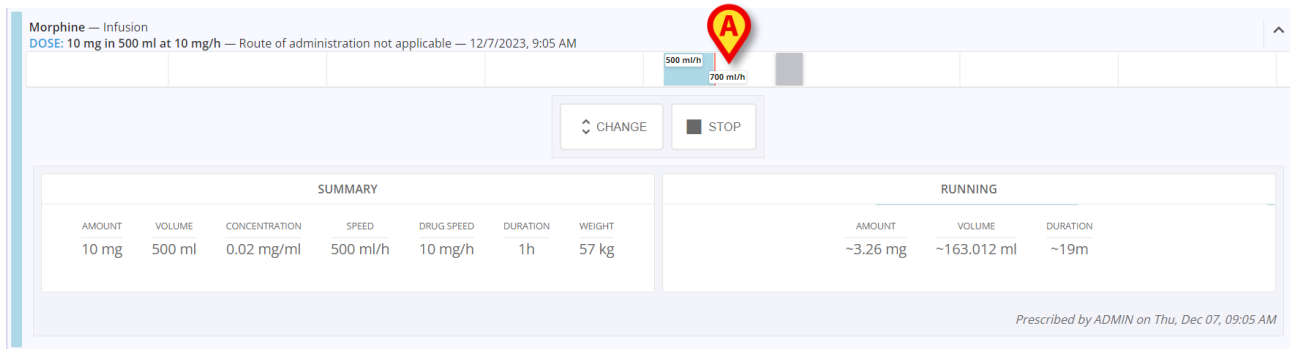 Morphine — Infusion
DOSE: 10 mg in 500 ml at 10 mg/h — Route of administration not applicable — 12/7/2023, 9:05 AM
A
500 ml/h
700 ml/h
CHANGE
STOP
SUMMARY
AMOUNT VOLUME CONCENTRATION SPEED DRUG SPEED DURATION WEIGHT
10 mg 500 ml 0.02 mg/ml 500 ml/h 10 mg/h 1h 57 kg
RUNNING
AMOUNT VOLUME DURATION
~3.26 mg ~163.012 ml ~19m
Prescribed by ADMIN on Thu, Dec 07, 09:05 AM